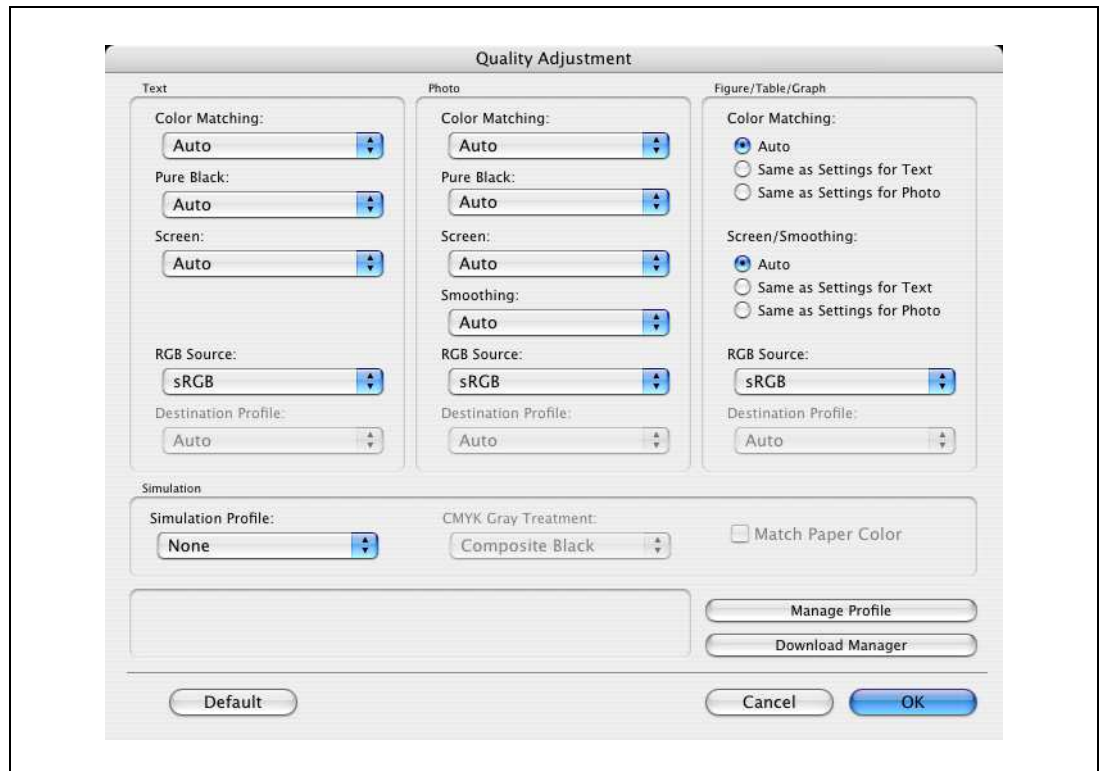 Quality Adjustment
Text
Color Matching:
Auto
Pure Black:
Auto
Screen:
Auto
RGB Source:
sRGB
Destination Profile:
Auto
Photo
Color Matching:
Auto
Pure Black:
Auto
Screen:
Auto
Smoothing:
Auto
RGB Source:
sRGB
Destination Profile:
Auto
Figure/Table/Graph
Color Matching:
Auto
Same as Settings for Text
Same as Settings for Photo
Screen/Smoothing:
Auto
Same as Settings for Text
Same as Settings for Photo
RGB Source:
sRGB
Destination Profile:
Auto
Simulation
Simulation Profile:
None
CMYK Gray Treatment:
Composite Black
Match Paper Color
Manage Profile
Download Manager
Default
Cancel
OK